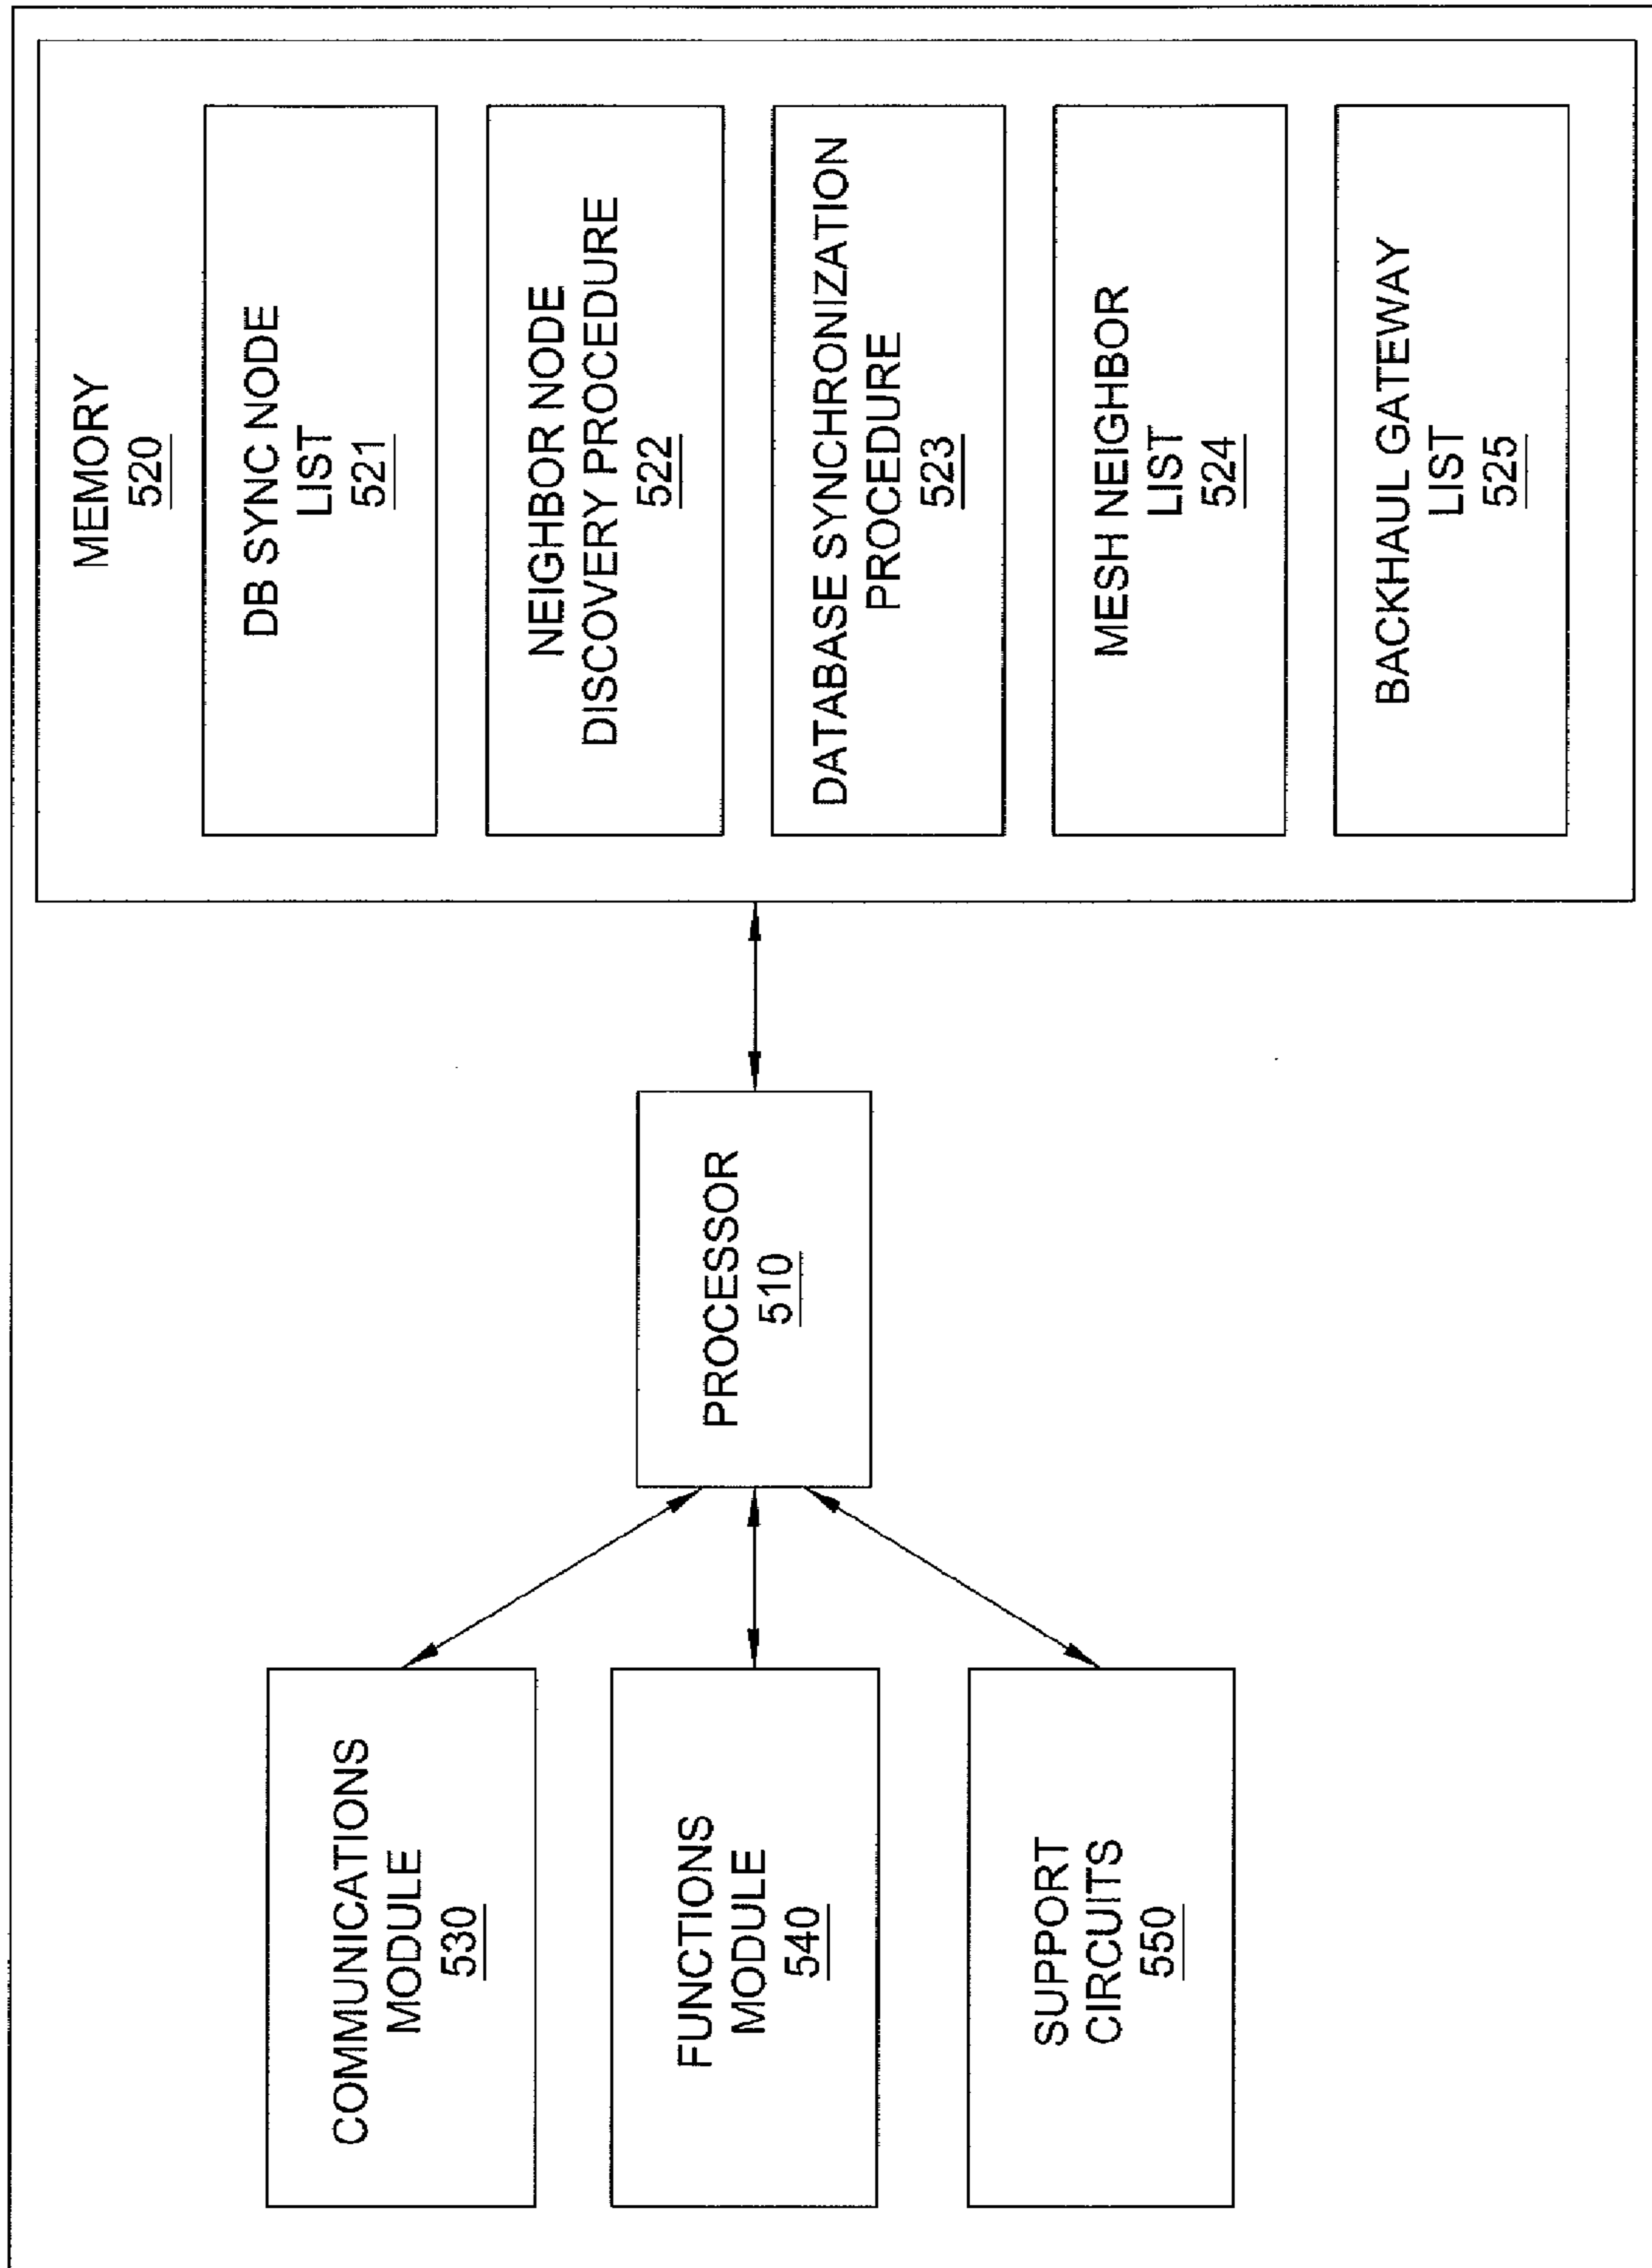 MEMORY
520
DB SYNC NODE
LIST
521
NEIGHBOR NODE
DISCOVERY PROCEDURE
522
DATABASE SYNCHRONIZATION
PROCEDURE
523
MESH NEIGHBOR
LIST
524
BACKHAUL GATEWAY
LIST
525
PROCESSOR
510
COMMUNICATIONS
MODULE
530
FUNCTIONS
MODULE
540
SUPPORT
CIRCUITS
550